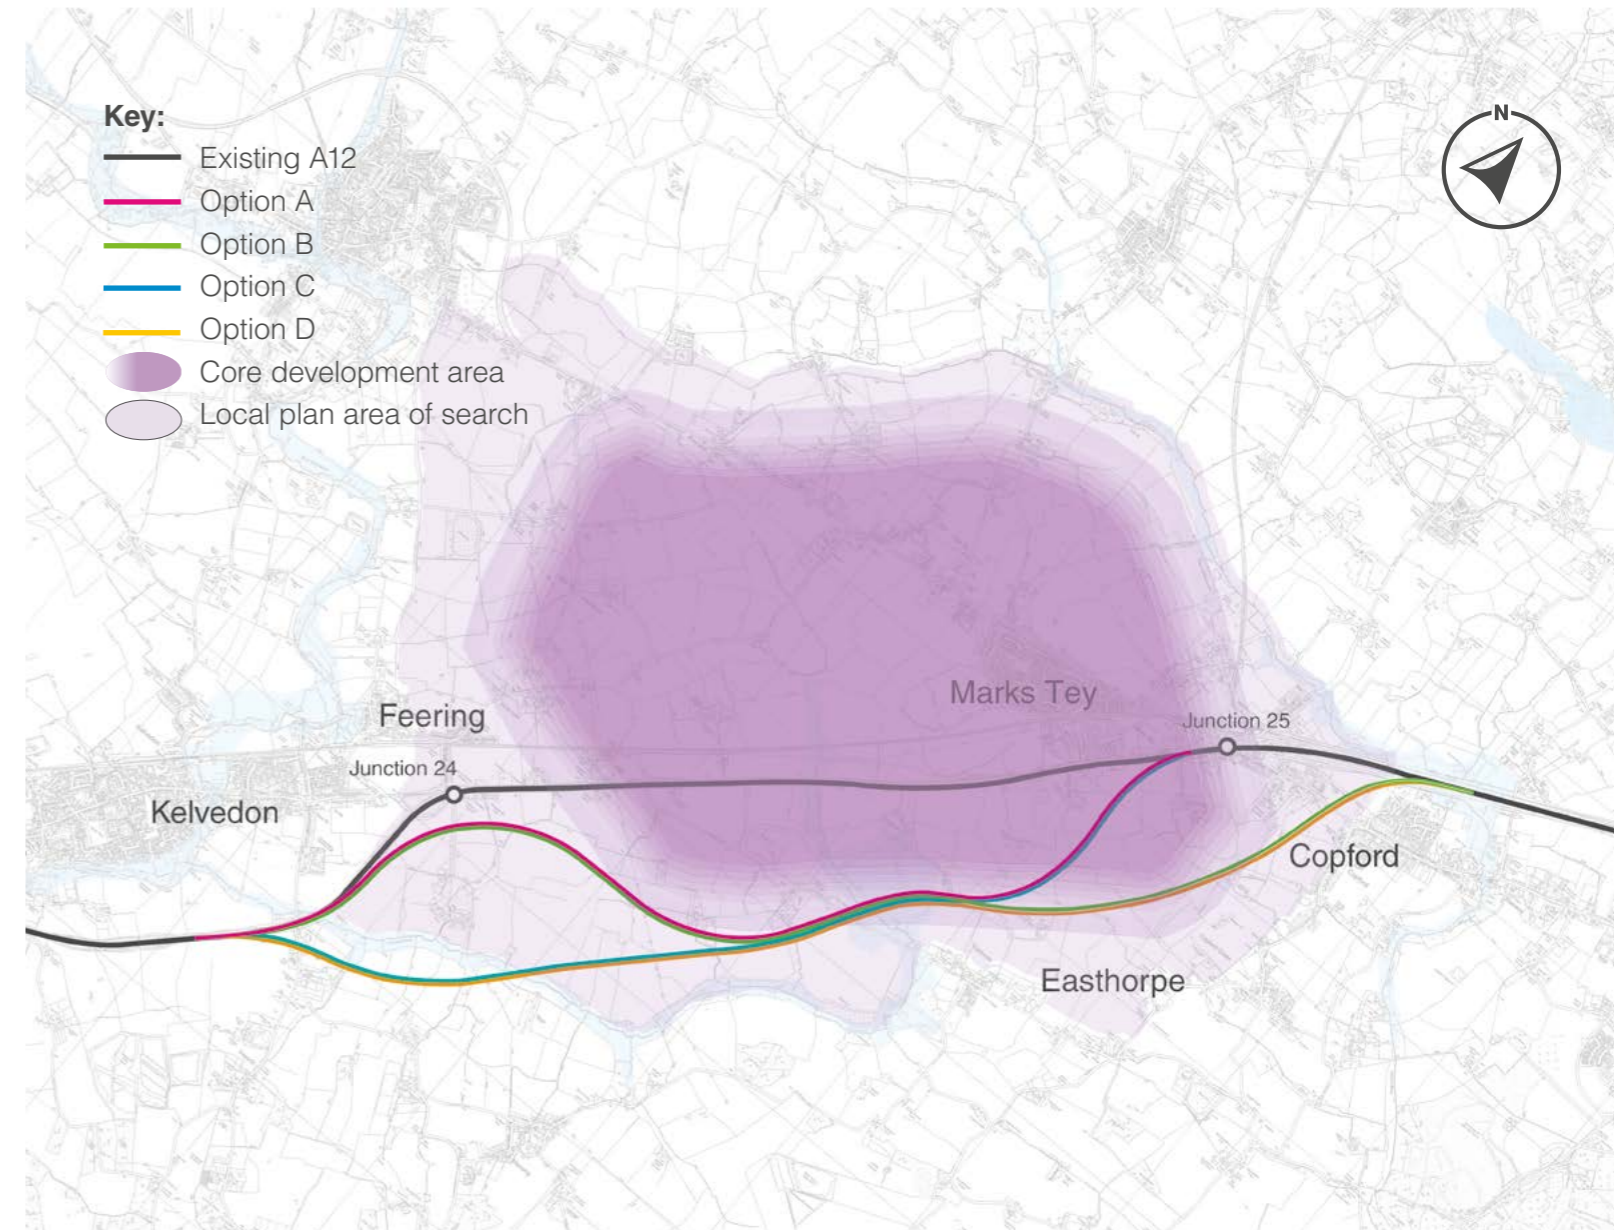 Key:
Existing A12
Option A
Option B
Option C
Option D
Core development area
Local plan area of search
N
Marks Tey
Feering
Junction 25
Junction 24
Kelvedon
Copford
Easthorpe